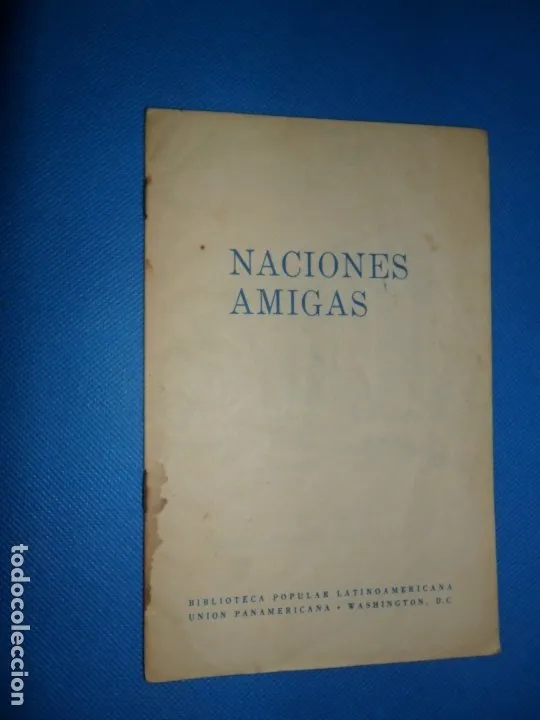 NACIONES
AMIGAS
BIBLIOTECA POPULAR LATINOAMERICANA
UNION PANAMERICANA • WASHINGTON, D.C
todocoleccion